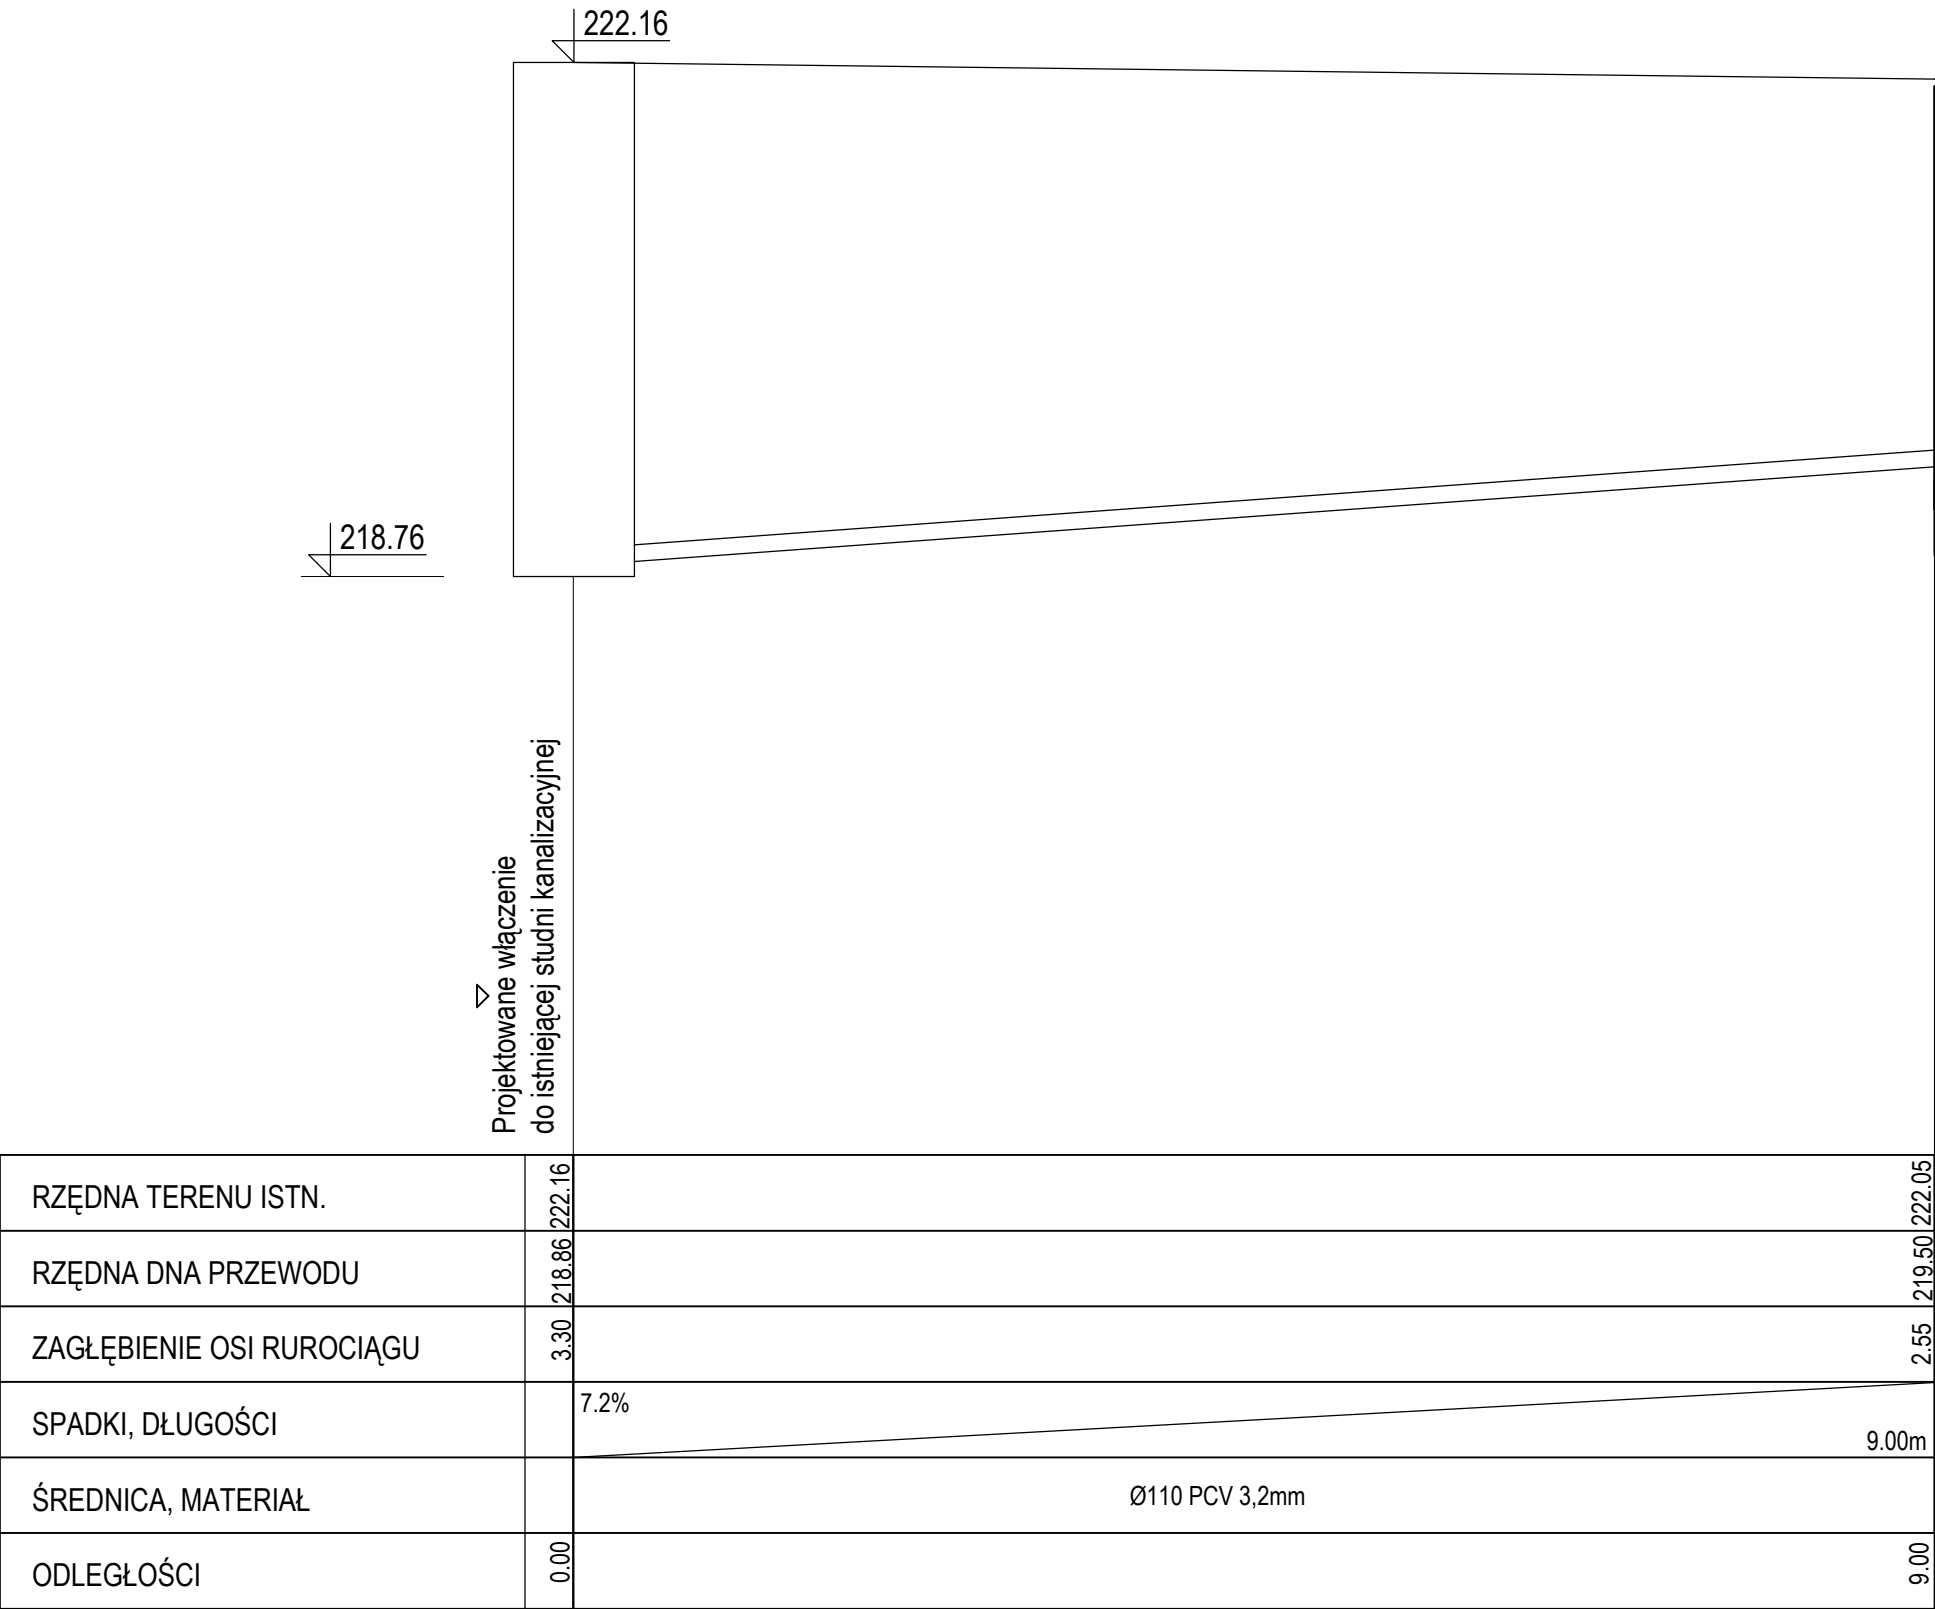 222.16
218.76
Projektowane włączenie
do istniejącej studni kanalizacyjnej
RZĘDNA TERENU ISTN. 222.16 222.05
RZĘDNA DNA PRZEWODU 218.86 219.50
ZAGŁĘBIENIE OSI RUROCIĄGU 3.30 2.55
SPADKI, DŁUGOŚCI 7.2% 9.00m
ŚREDNICA, MATERIAŁ Ø110 PCV 3,2mm
ODLEGŁOŚCI 0.00 9.00